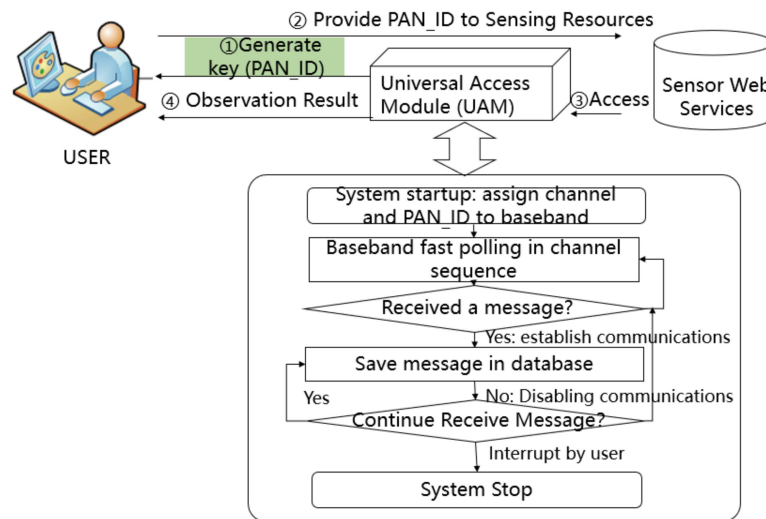 ② Provide PAN_ID to Sensing Resources
①Generate
key (PAN_ID)
Universal Access
Module (UAM)
③Access
Sensor Web
Services
④ Observation Result
USER
System startup: assign channel
and PAN_ID to baseband
Baseband fast polling in channel
sequence
Received a message?
Yes: establish communications
Save message in database
Yes
No: Disabling communications
Continue Receive Message?
Interrupt by user
System Stop